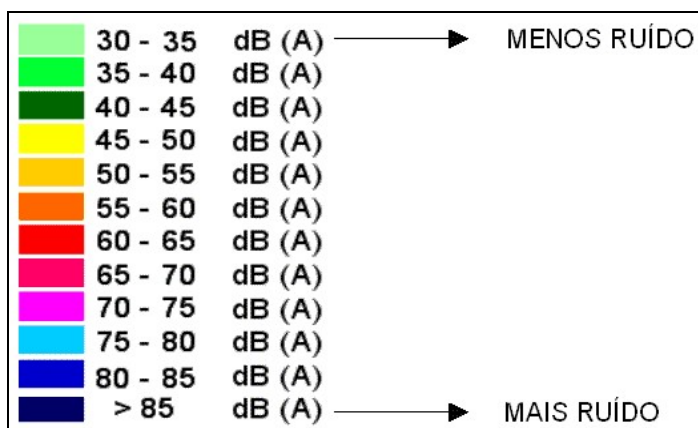 30 - 35 dB (A) MENOS RUÍDO
35 - 40 dB (A)
40 - 45 dB (A)
45 - 50 dB (A)
50 - 55 dB (A)
55 - 60 dB (A)
60 - 65 dB (A)
65 - 70 dB (A)
70 - 75 dB (A)
75 - 80 dB (A)
80 - 85 dB (A)
> 85 dB (A) MAIS RUÍDO